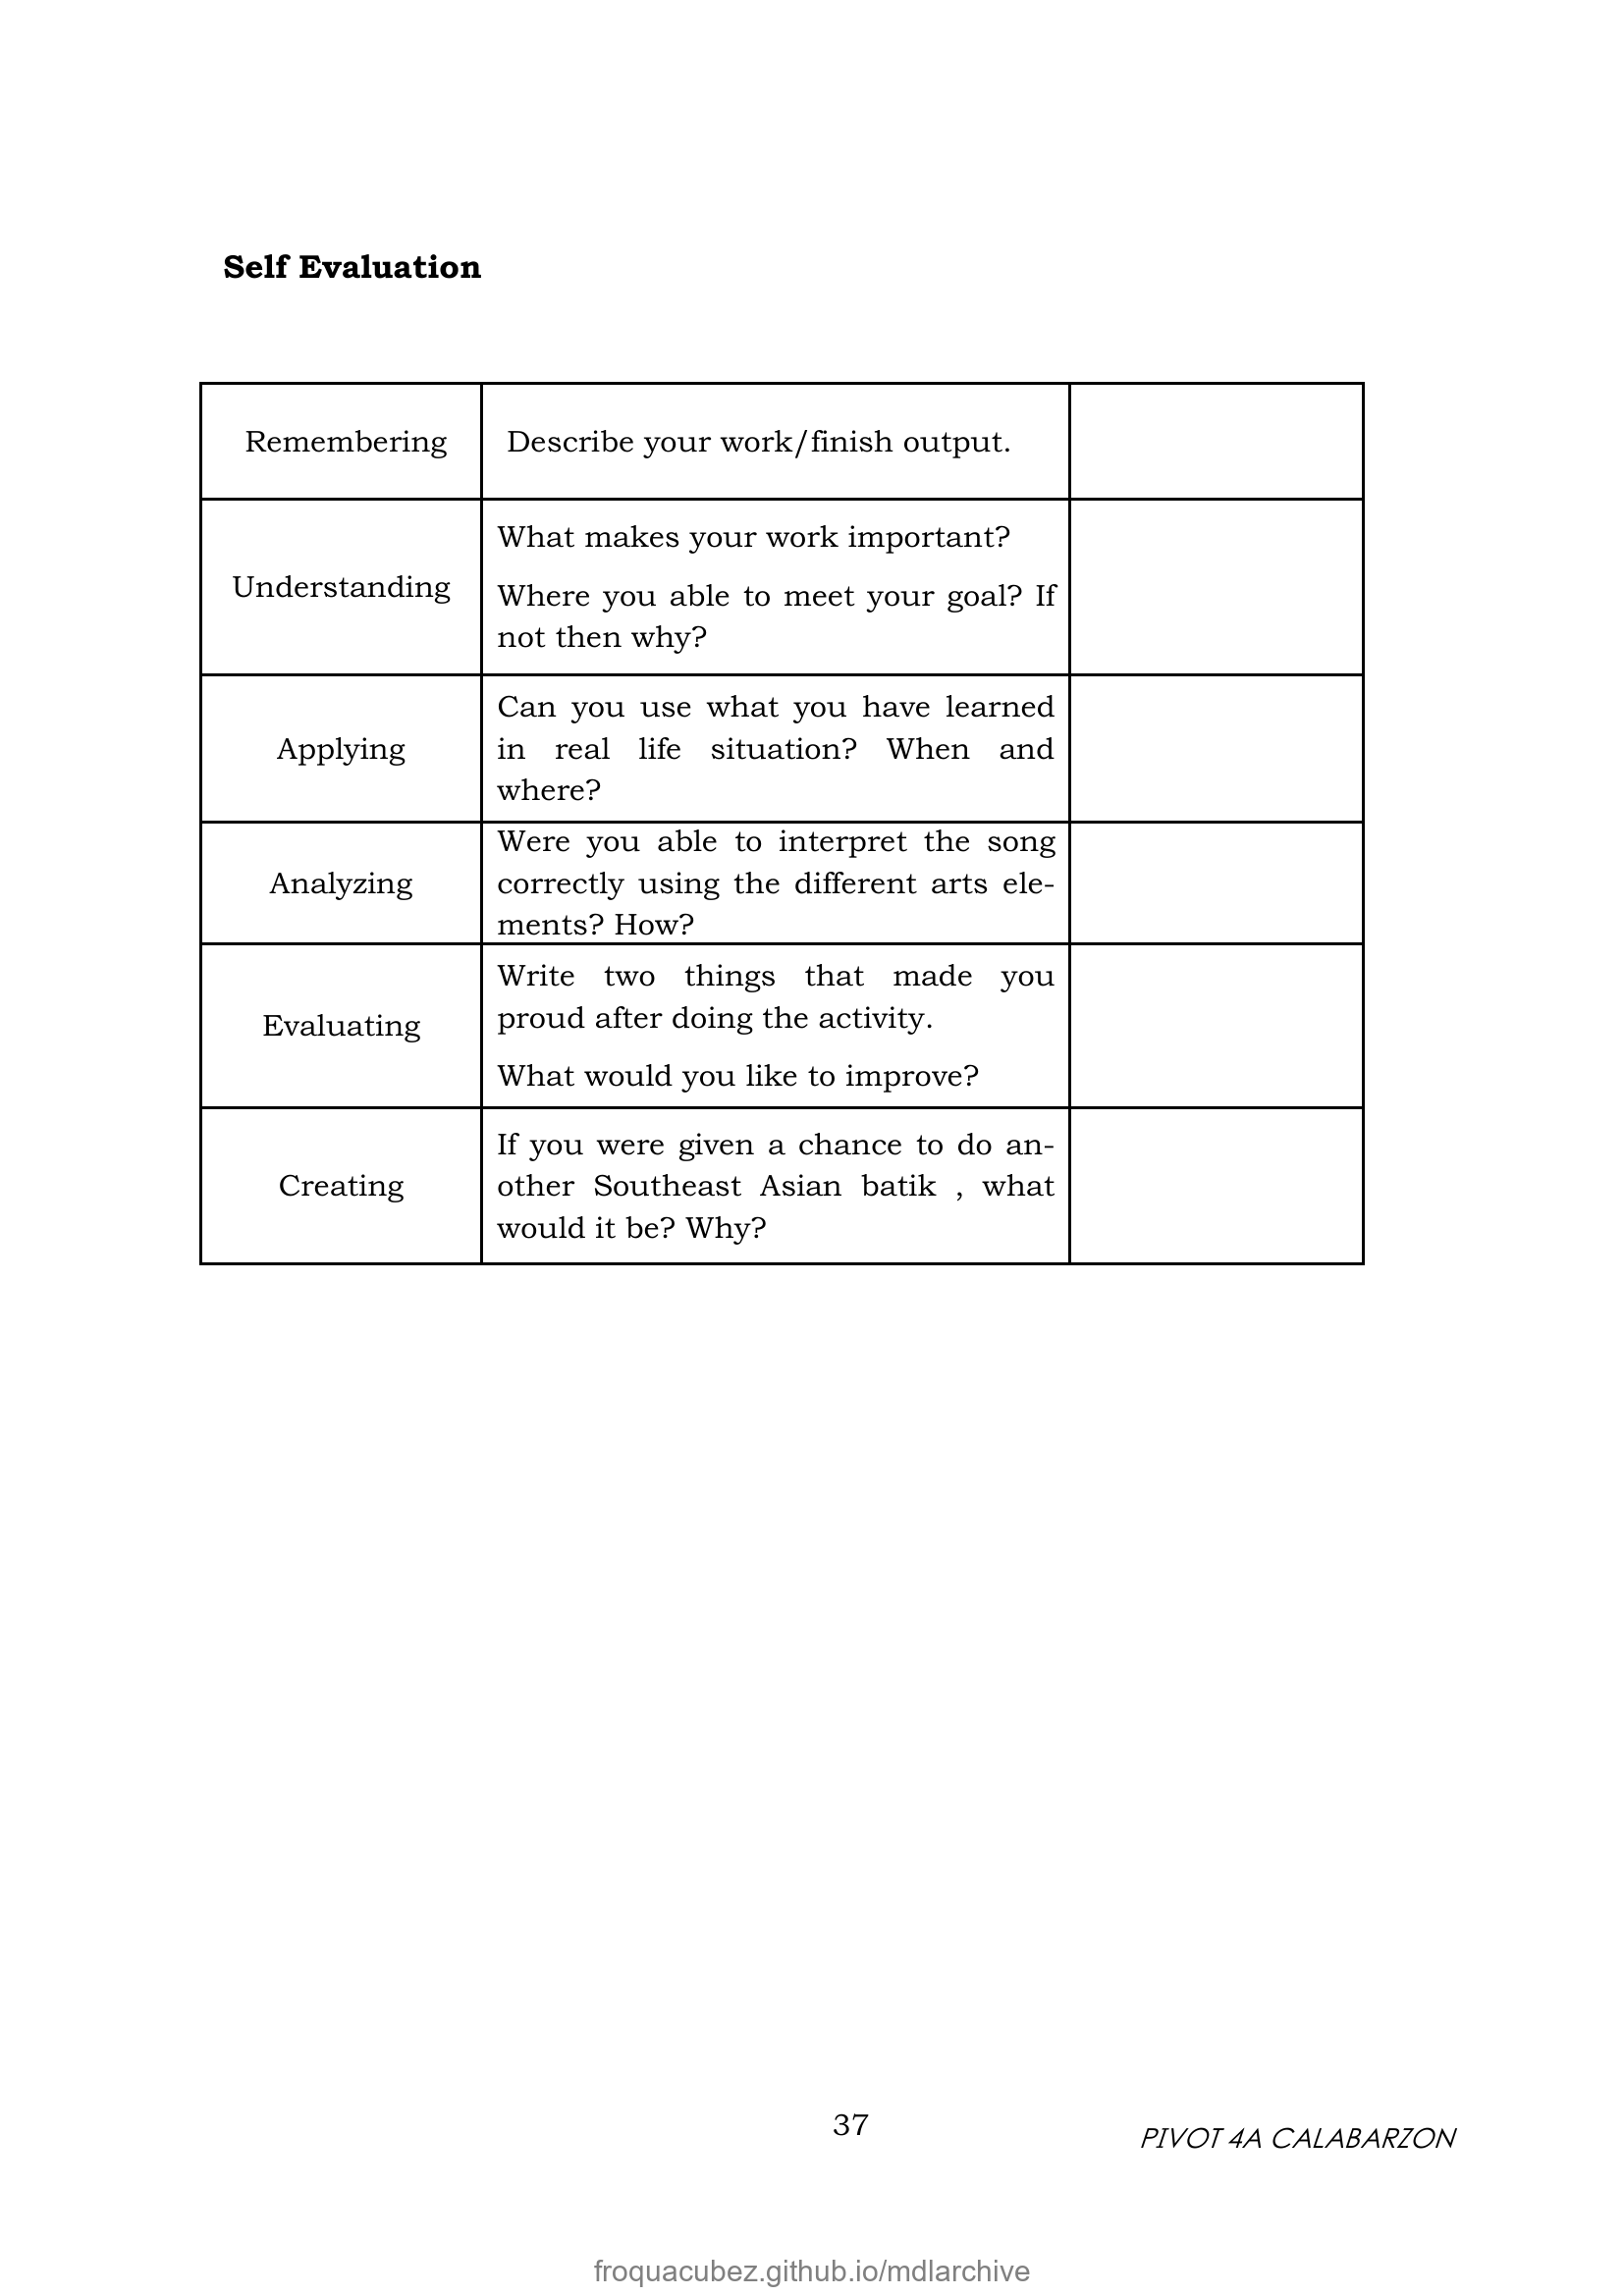 Self Evaluation
Remembering
Describe your work/finish output.
Understanding
What makes your work important?
Where you able to meet your goal? If
not then why?
Applying
Can you use what you have learned
in real life situation? When and
where?
Analyzing
Were you able to interpret the song
correctly using the different arts ele-
ments? How?
Evaluating
Write two things that made you
proud after doing the activity.
What would you like to improve?
Creating
If you were given a chance to do an-
other Southeast Asian batik , what
would it be? Why?
37
PIVOT 4A CALABARZON
froquacubez.github.io/mdlarchive